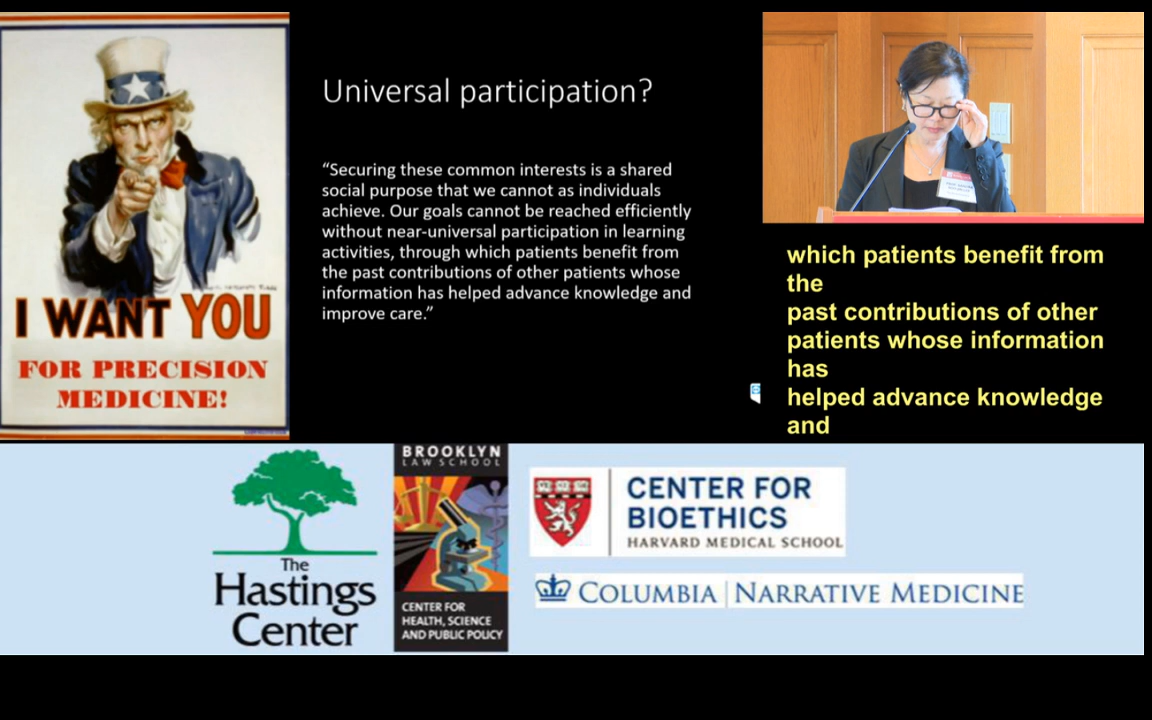 I WANT YOU
FOR PRECISION
MEDICINE!
Universal participation?
“Securing these common interests is a shared
social purpose that we cannot as individuals
achieve. Our goals cannot be reached efficiently
without near-universal participation in learning
activities, through which patients benefit from
the past contributions of other patients whose
information has helped advance knowledge and
improve care.”
which patients benefit from
the
past contributions of other
patients whose information
has
helped advance knowledge
and
The
Hastings
Center
BROOKLYN
LAW SCHOOL
CENTER FOR
HEALTH, SCIENCE
AND PUBLIC POLICY
CENTER FOR
BIOETHICS
HARVARD MEDICAL SCHOOL
COLUMBIA | NARRATIVE MEDICINE